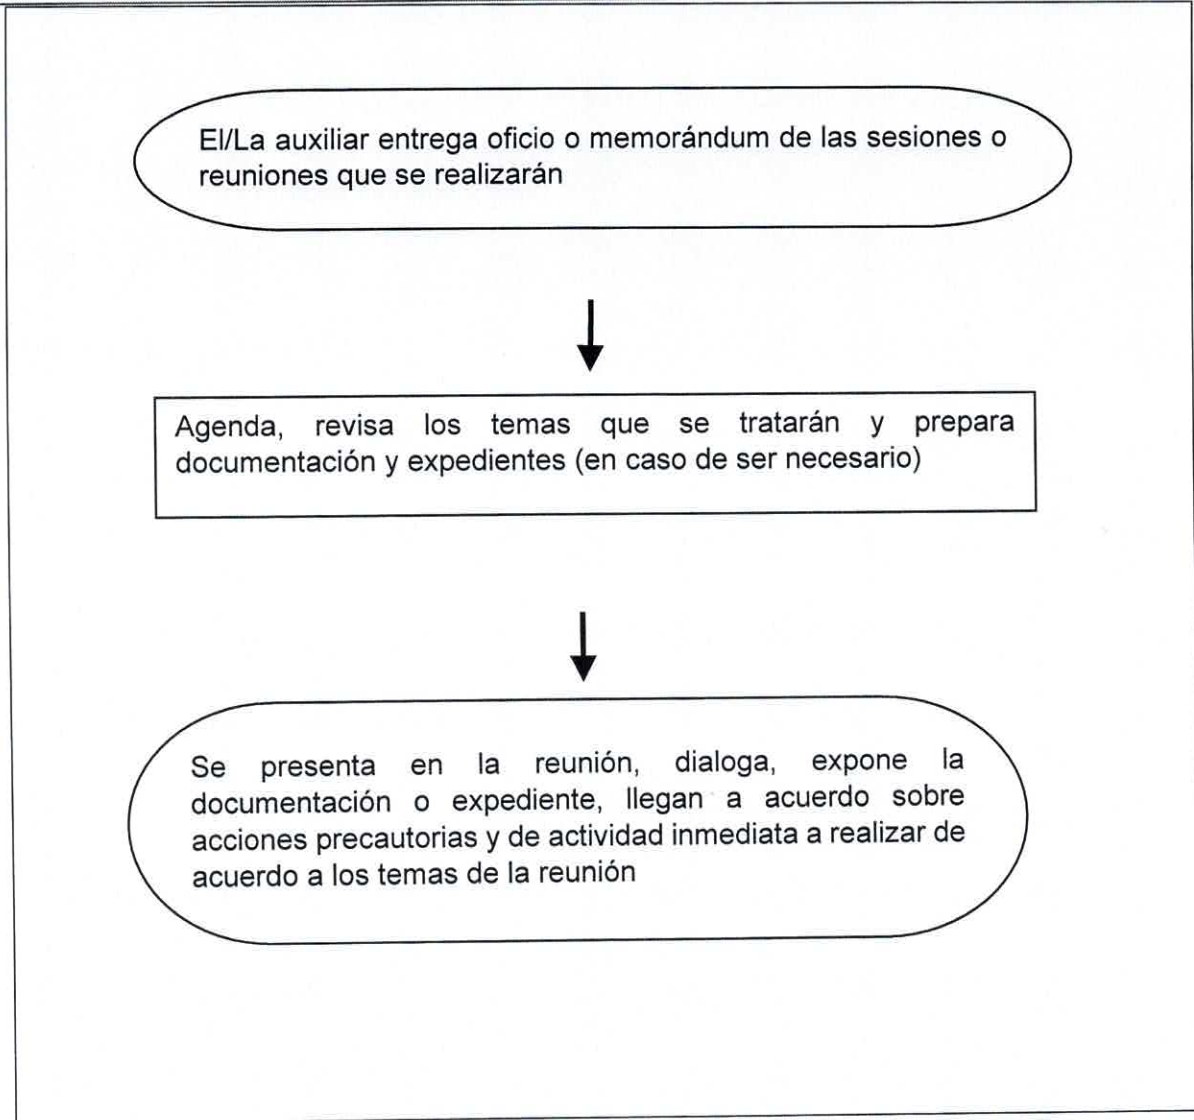 El/La auxiliar entrega oficio o memorándum de las sesiones o
reuniones que se realizarán
Agenda, revisa los temas que se tratarán y prepara
documentación y expedientes (en caso de ser necesario)
Se presenta en la reunión, dialoga, expone la
documentación o expediente, llegan a acuerdo sobre
acciones precautorias y de actividad inmediata a realizar de
acuerdo a los temas de la reunión